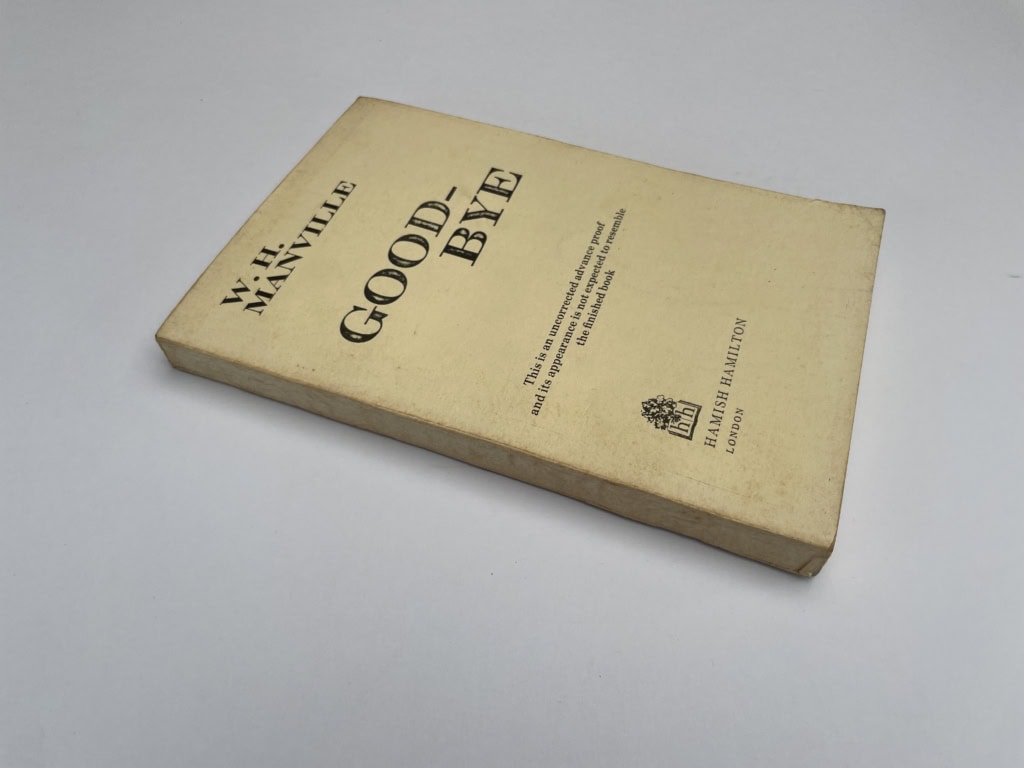 W. H.
MANVILLE
GOOD-
BYE
This is an uncorrected advance proof
and its appearance is not expected to resemble
the finished book
hh
HAMISH HAMILTON
LONDON